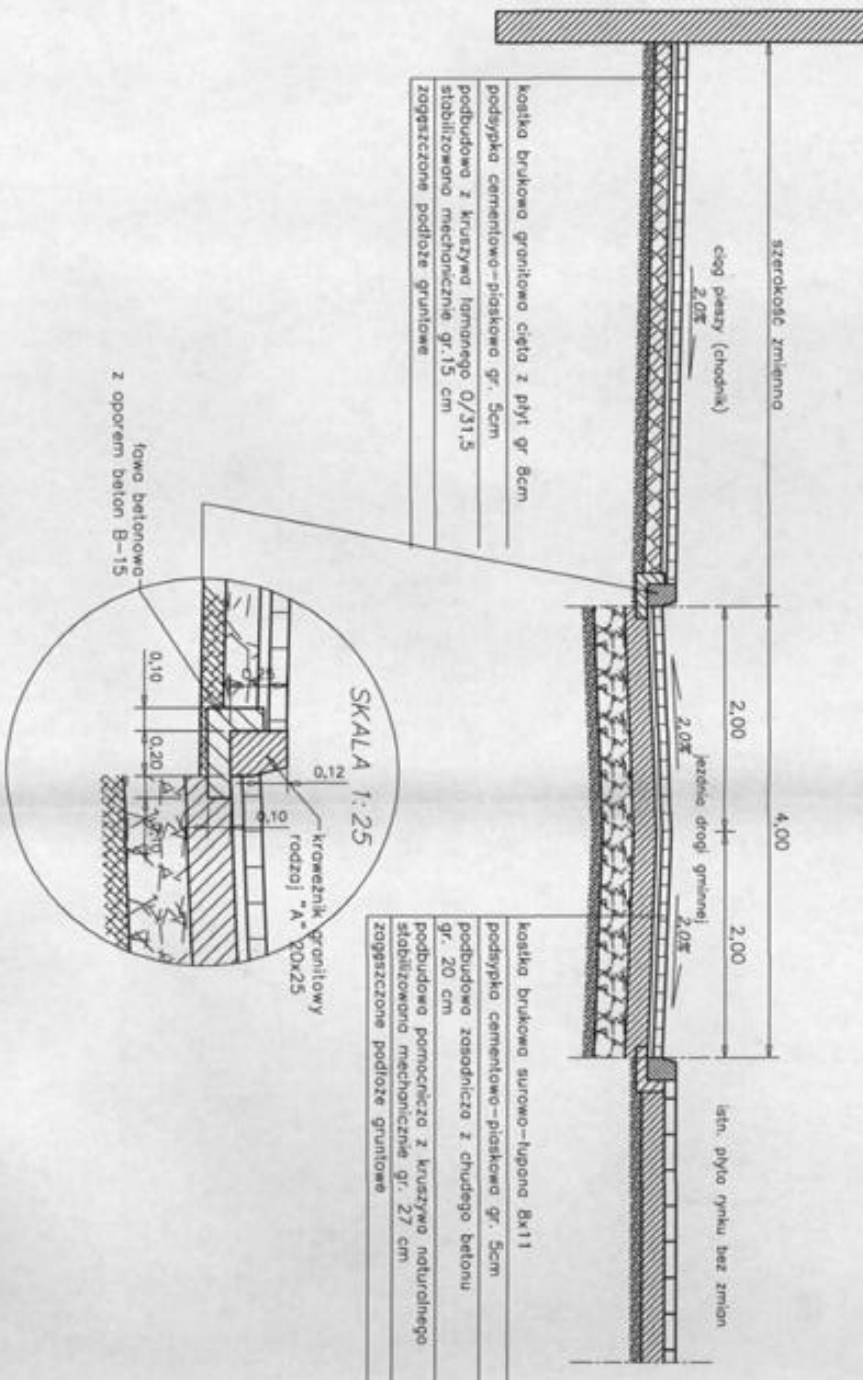 szerokość zmienna
4,00
2,00
2,00
ciąg pieszy (chodnik)
2,0%
jezdnia drogi gminnej
2,0%
2,0%
istn. płyta rynku bez zmian
kostka brukowa granitowa cięta z płyt gr 8cm
podsypka cementowo-piaskowa gr. 5cm
podbudowa z kruszywa łamanego 0/31,5
stabilizowana mechanicznie gr.15 cm
zagęszczone podłoże gruntowe
kostka brukowa surowo-łupana 8x11
podsypka cementowo-piaskowa gr. 5cm
podbudowa zasadnicza z chudego betonu
gr. 20 cm
podbudowa pomocnicza z kruszywa naturalnego
stabilizowana mechanicznie gr. 27 cm
zagęszczone podłoże gruntowe
SKALA 1:25
0,12
0,10
krawężnik granitowy
rodzaj "A" 20x25
ława betonowa
z oporem beton B-15
0,10
0,20